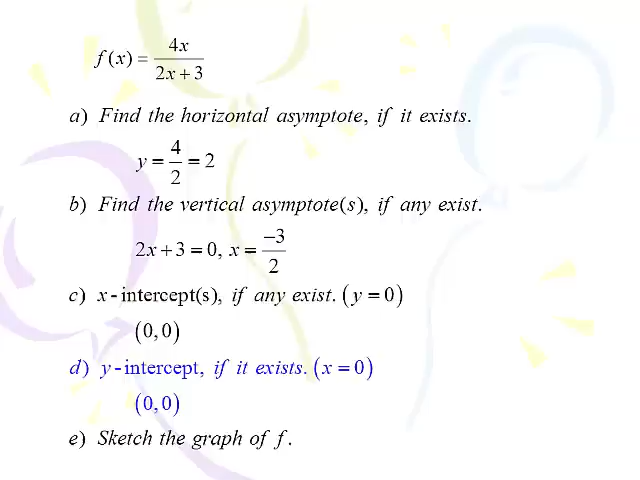 f(x) = 4x / 2x + 3
a) Find the horizontal asymptote, if it exists.
y = 4/2 = 2
b) Find the vertical asymptote(s), if any exist.
2x + 3 = 0, x = −3/2
c) x - intercept(s), if any exist. (y = 0)
(0, 0)
d) y - intercept, if it exists. (x = 0)
(0, 0)
e) Sketch the graph of f.